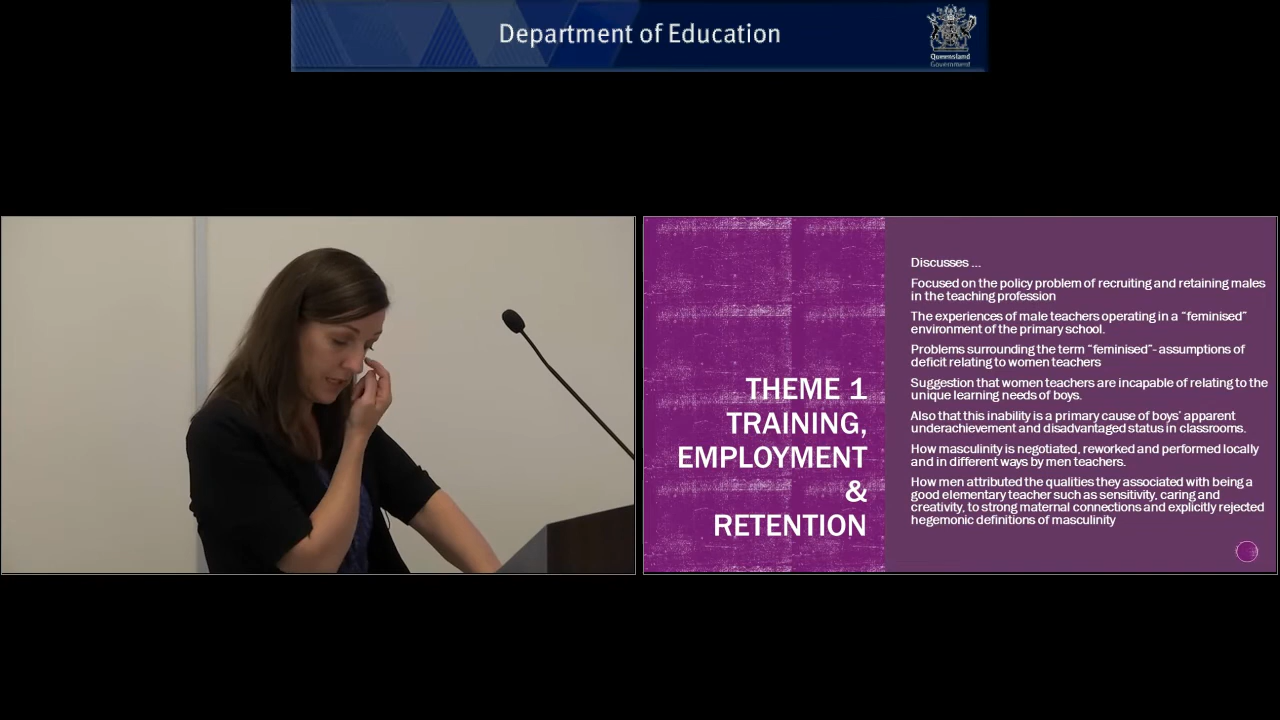 Department of Education
Queensland
Government
THEME 1
TRAINING,
EMPLOYMENT
&
RETENTION
Discusses ...
Focused on the policy problem of recruiting and retaining males
in the teaching profession
The experiences of male teachers operating in a “feminised”
environment of the primary school.
Problems surrounding the term “feminised”- assumptions of
deficit relating to women teachers
Suggestion that women teachers are incapable of relating to the
unique learning needs of boys.
Also that this inability is a primary cause of boys’ apparent
underachievement and disadvantaged status in classrooms.
How masculinity is negotiated, reworked and performed locally
and in different ways by men teachers.
How men attributed the qualities they associated with being a
good elementary teacher such as sensitivity, caring and
creativity, to strong maternal connections and explicitly rejected
hegemonic definitions of masculinity